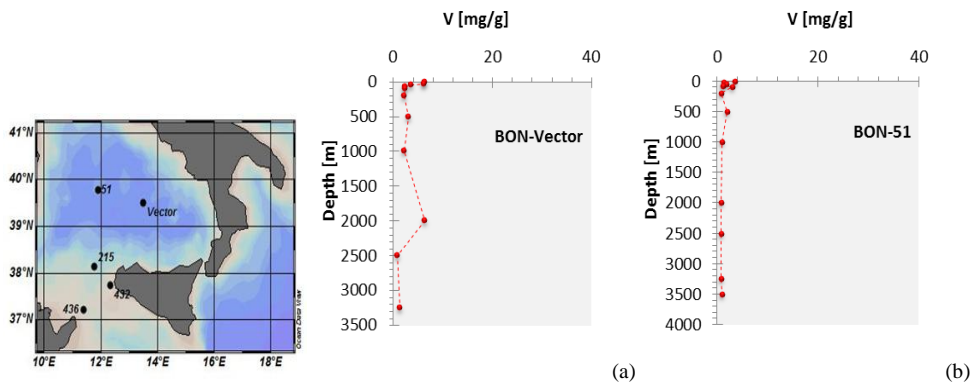 41°N
40°N
39°N
38°N
37°N
10°E 12°E 14°E 16°E 18°E
51
Vector
215
432
436
Ocean Data View
V [mg/g]
0 20 40
Depth [m]
0
500
1000
1500
2000
2500
3000
3500
BON-Vector
(a)
V [mg/g]
0 20 40
Depth [m]
0
500
1000
1500
2000
2500
3000
3500
4000
BON-51
(b)